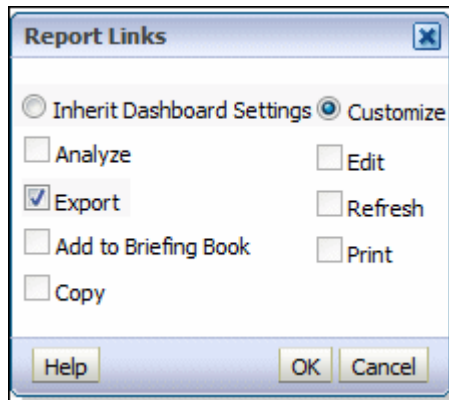 Report Links
Inherit Dashboard Settings Customize
Analyze Edit
Export Refresh
Add to Briefing Book Print
Copy
Help OK Cancel